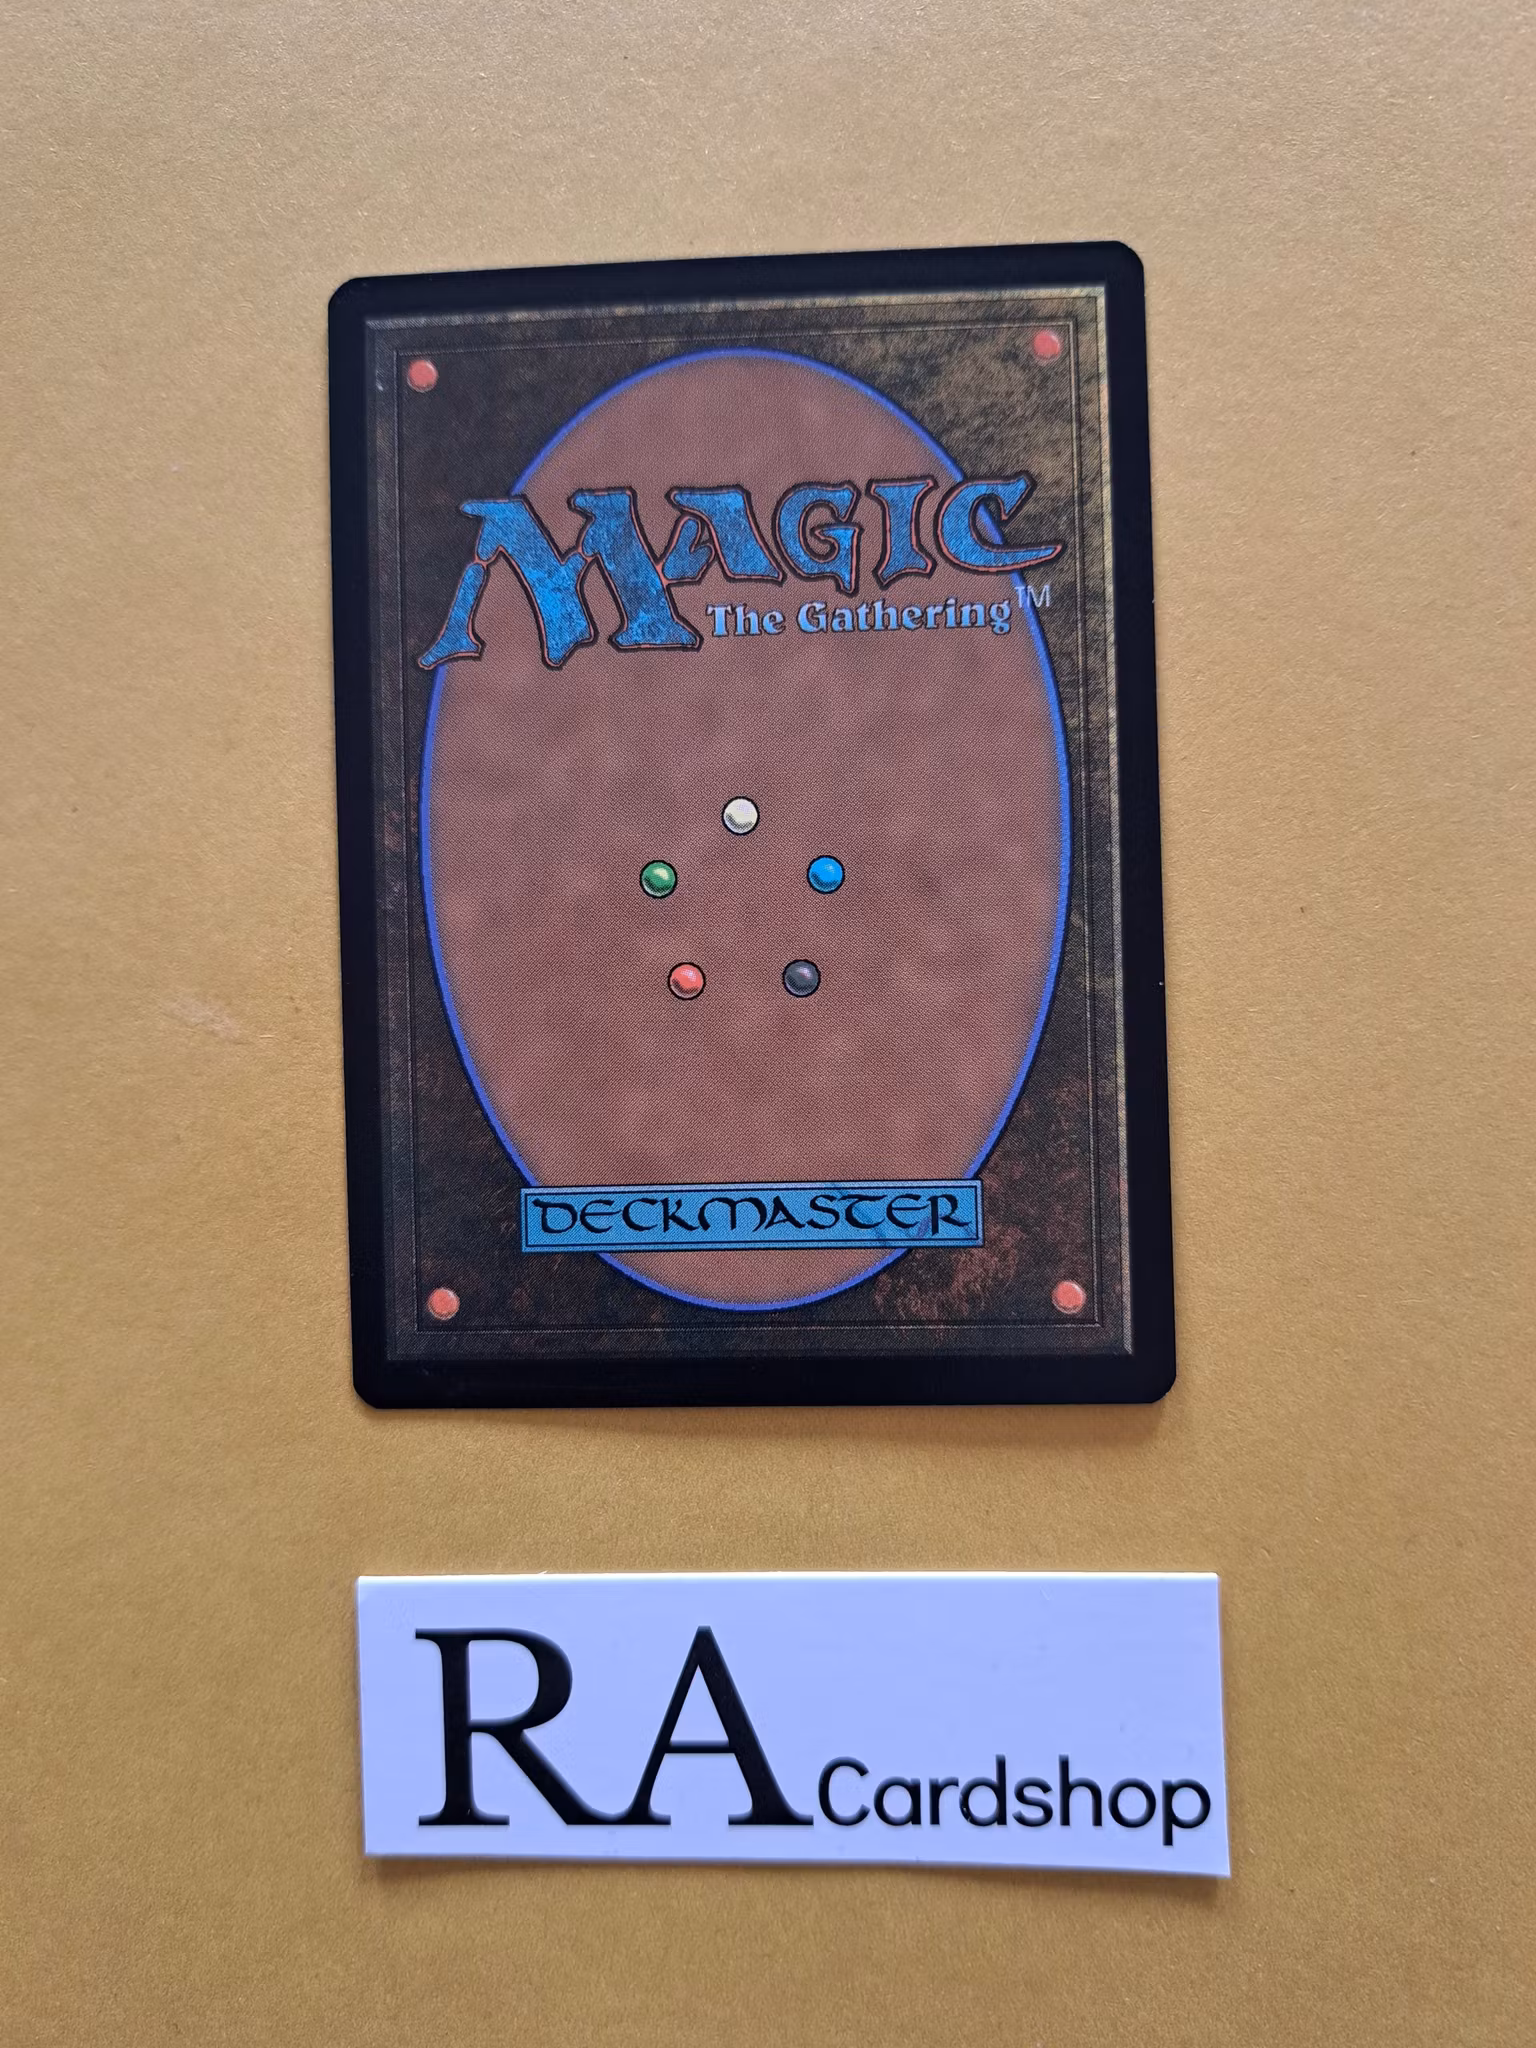 MAGIC
The Gathering™
DECKMASTER
RA Cardshop